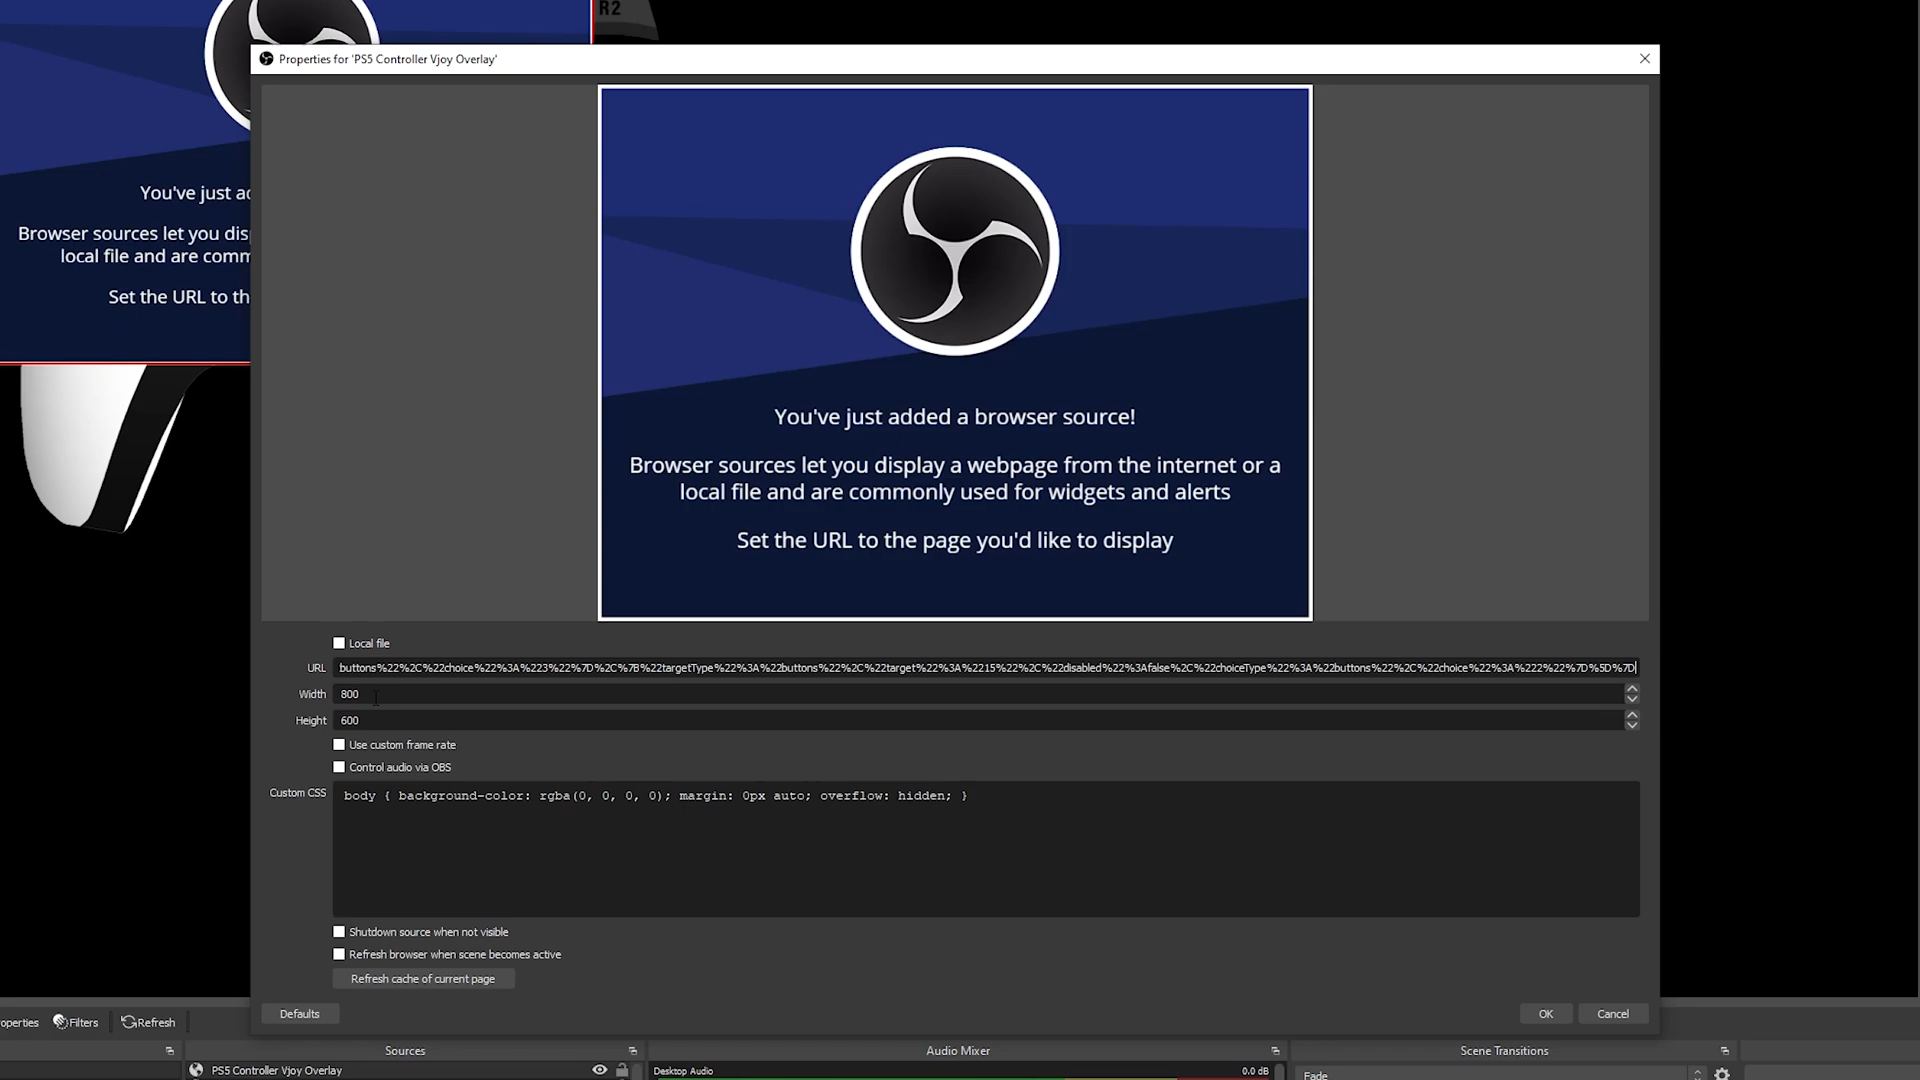 R2
Properties for 'PS5 Controller Vjoy Overlay'
You've just ad
Browser sources let you dis
local file and are comm
Set the URL to th
You've just added a browser source!
Browser sources let you display a webpage from the internet or a
local file and are commonly used for widgets and alerts
Set the URL to the page you'd like to display
Local file
URL buttons%22%2C%22choice%22%3A%223%22%7D%2C%7B%22targetType%22%3A%22buttons%22%2C%22target%22%3A%2215%22%2C%22disabled%22%3Afalse%2C%22choiceType%22%3A%22buttons%22%2C%22choice%22%3A%222%22%7D%5D%7D
Width 800
Height 600
Use custom frame rate
Control audio via OBS
Custom CSS body { background-color: rgba(0, 0, 0, 0); margin: 0px auto; overflow: hidden; }
Shutdown source when not visible
Refresh browser when scene becomes active
Refresh cache of current page
Defaults OK Cancel
operties Filters Refresh
Sources Audio Mixer Scene Transitions
PS5 Controller Vjoy Overlay Desktop Audio 0.0 dB Fade